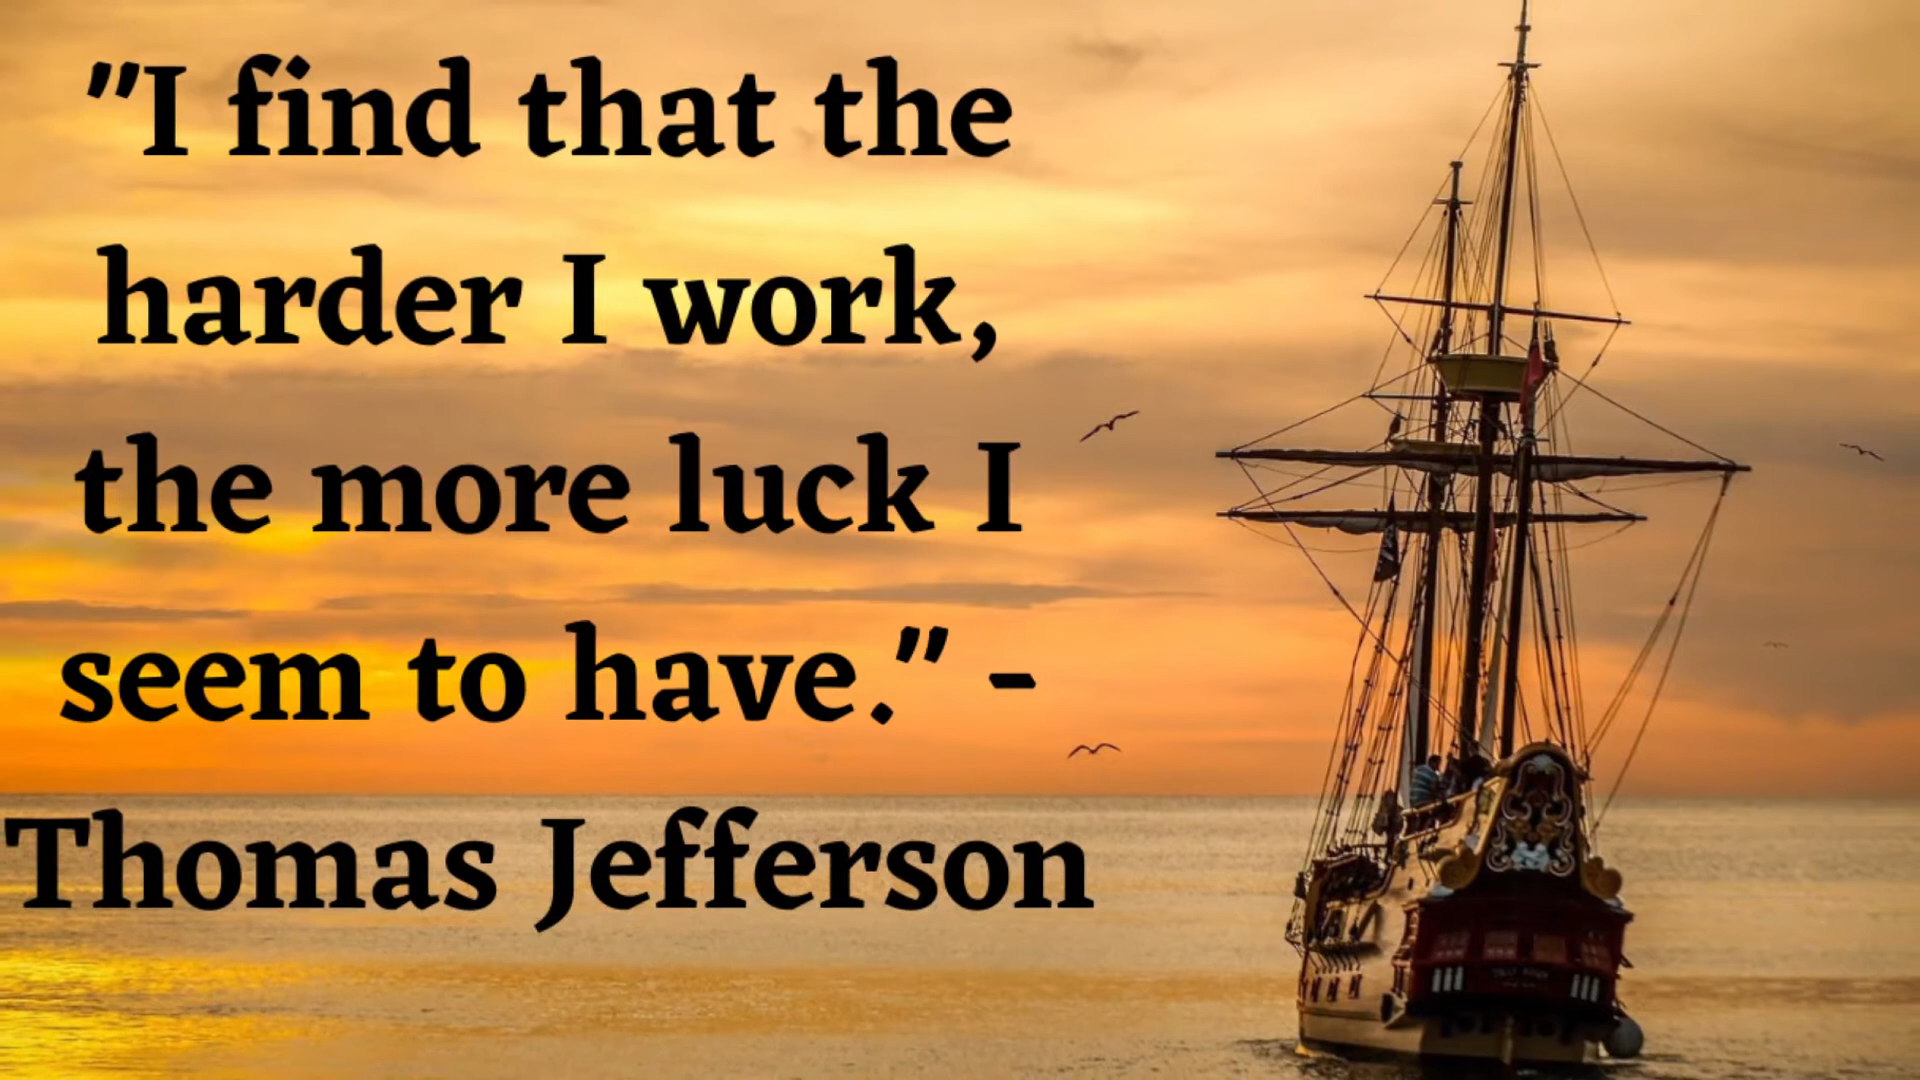 "I find that the
harder I work,
the more luck I
seem to have." -
Thomas Jefferson